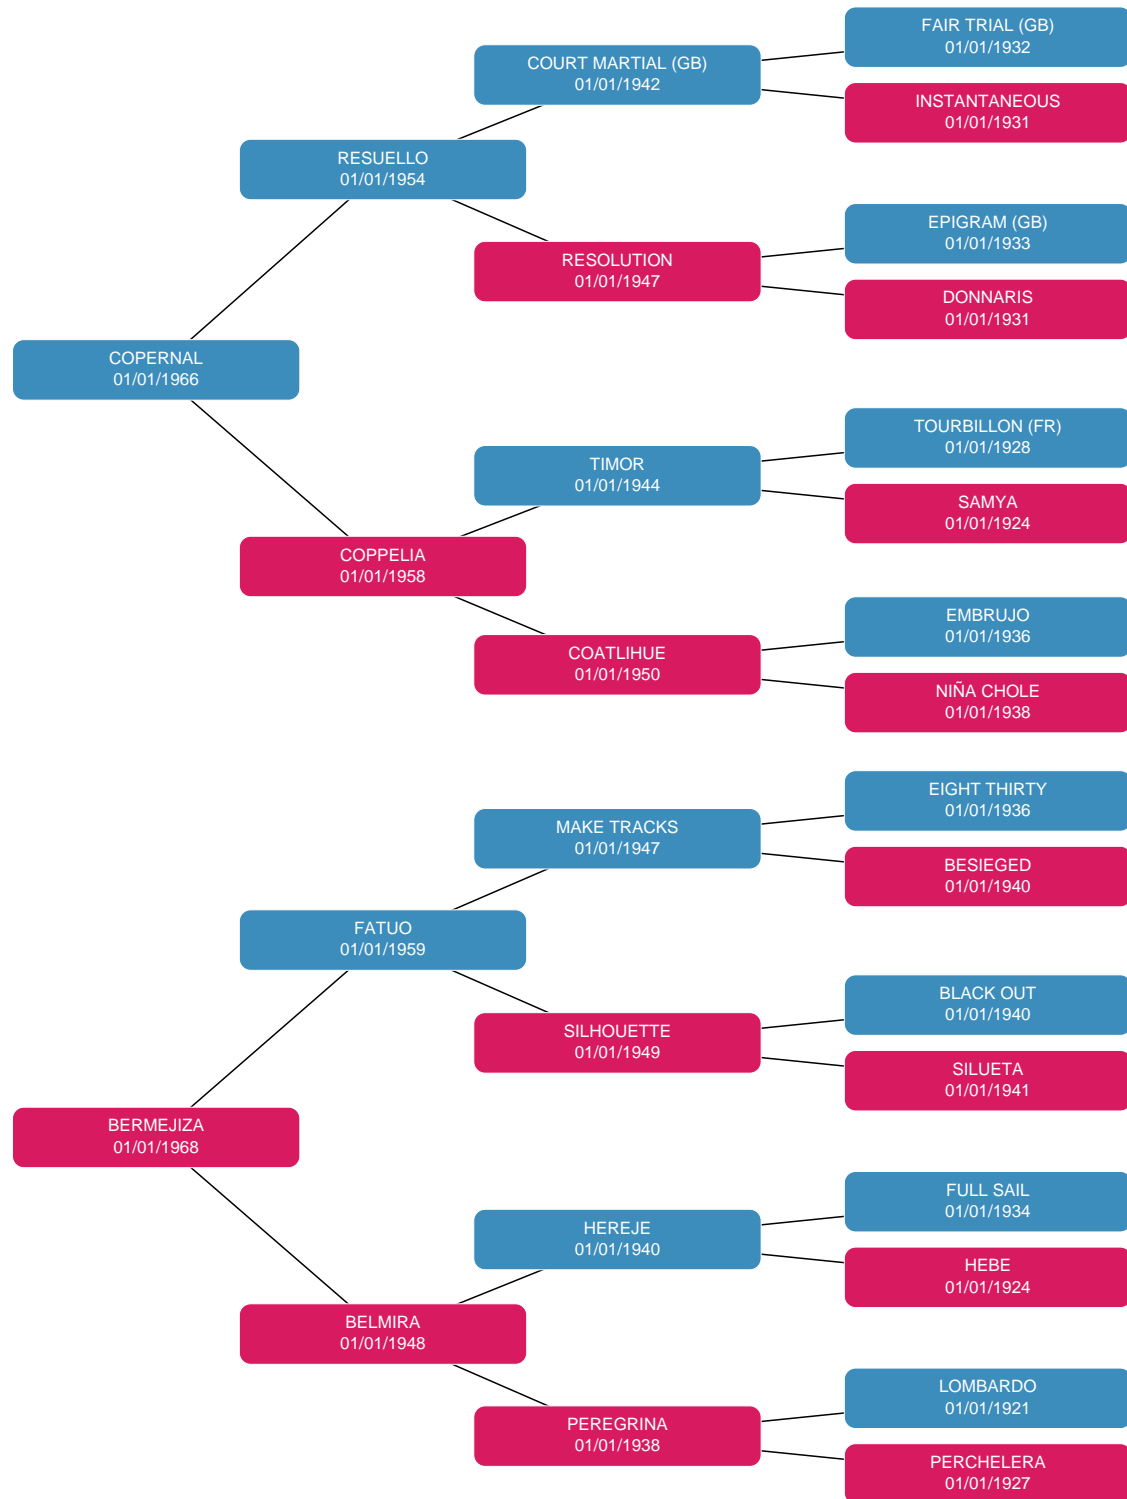 FAIR TRIAL (GB)
01/01/1932
COURT MARTIAL (GB)
01/01/1942
INSTANTANEOUS
01/01/1931
RESUELLO
01/01/1954
EPIGRAM (GB)
01/01/1933
RESOLUTION
01/01/1947
DONNARIS
01/01/1931
COPERNAL
01/01/1966
TOURBILLON (FR)
01/01/1928
TIMOR
01/01/1944
SAMYA
01/01/1924
COPPELIA
01/01/1958
EMBRUJO
01/01/1936
COATLIHUE
01/01/1950
NIÑA CHOLE
01/01/1938
EIGHT THIRTY
01/01/1936
MAKE TRACKS
01/01/1947
BESIEGED
01/01/1940
FATUO
01/01/1959
BLACK OUT
01/01/1940
SILHOUETTE
01/01/1949
SILUETA
01/01/1941
BERMEJIZA
01/01/1968
FULL SAIL
01/01/1934
HEREJE
01/01/1940
HEBE
01/01/1924
BELMIRA
01/01/1948
LOMBARDO
01/01/1921
PEREGRINA
01/01/1938
PERCHELERA
01/01/1927